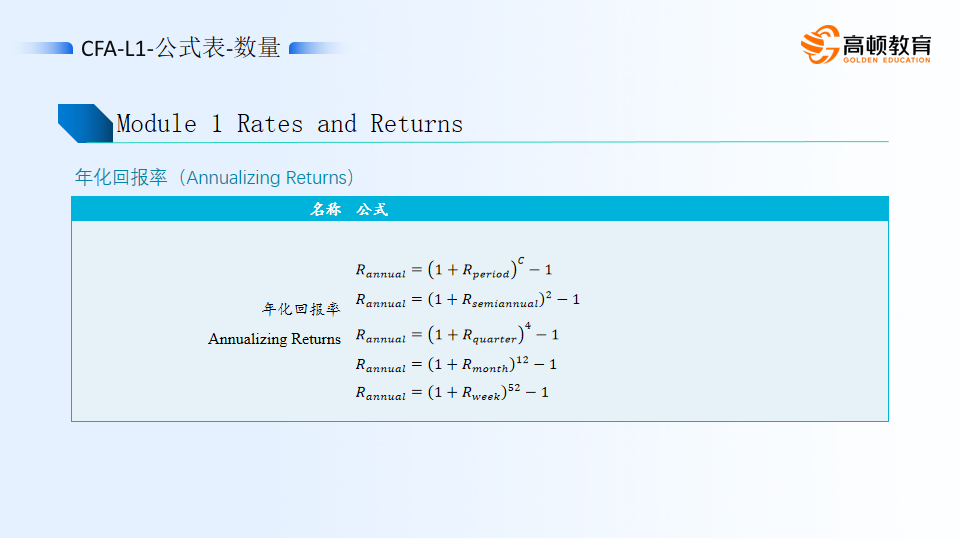 CFA-L1-公式表-数量
高顿教育
GOLDEN EDUCATION
Module 1 Rates and Returns
年化回报率（Annualizing Returns）
名称 公式
年化回报率
Annualizing Returns
R_annual = (1 + R_period)^C − 1
R_annual = (1 + R_semiannual)^2 − 1
R_annual = (1 + R_quarter)^4 − 1
R_annual = (1 + R_month)^12 − 1
R_annual = (1 + R_week)^52 − 1